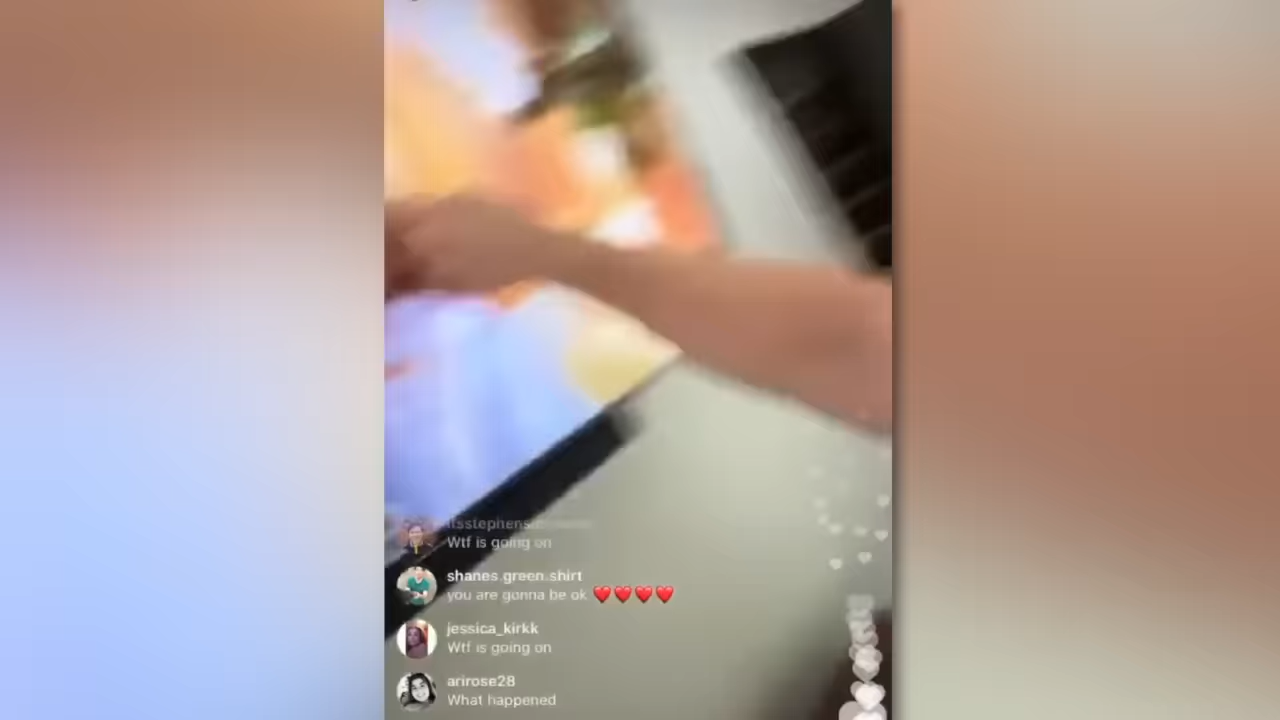 Wtf is going on
shanes.green.shirt
you are gonna be ok ❤️❤️❤️❤️
jessica_kirkk
Wtf is going on
arirose28
What happened